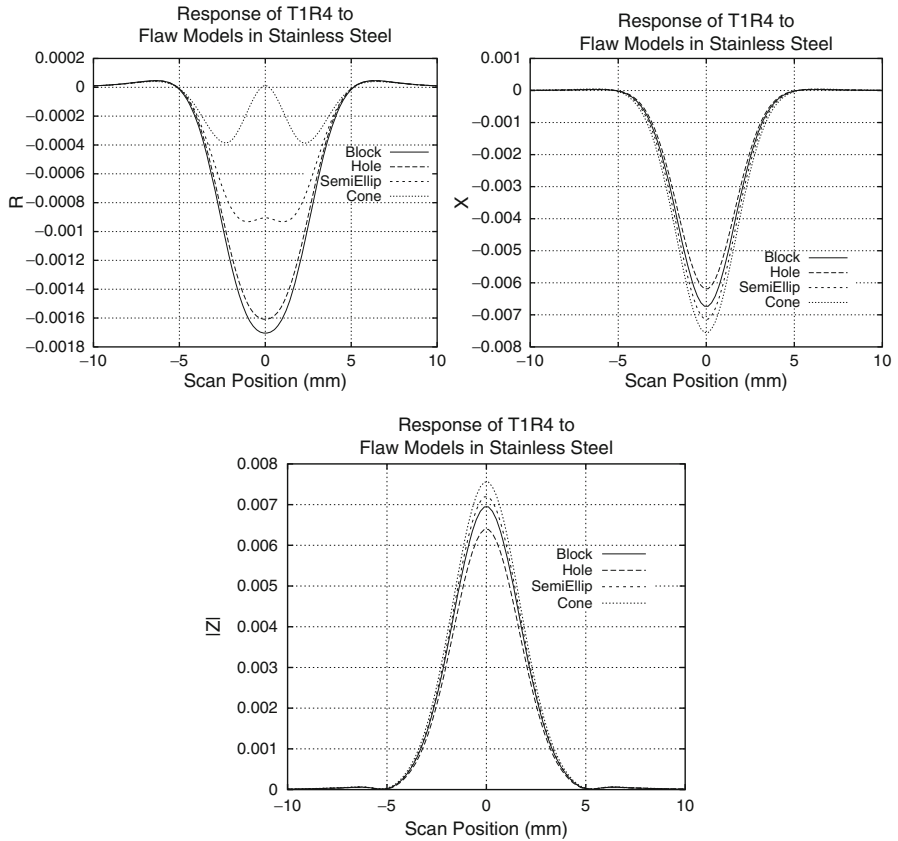 Response of T1R4 to
Flaw Models in Stainless Steel
0.0002
0
−0.0002
−0.0004
−0.0006
−0.0008
−0.001
−0.0012
−0.0014
−0.0016
−0.0018
R
Block
Hole
SemiEllip
Cone
−10 −5 0 5 10
Scan Position (mm)
Response of T1R4 to
Flaw Models in Stainless Steel
0.001
0
−0.001
−0.002
−0.003
−0.004
−0.005
−0.006
−0.007
−0.008
X
Block
Hole
SemiEllip
Cone
−10 −5 0 5 10
Scan Position (mm)
Response of T1R4 to
Flaw Models in Stainless Steel
0.008
0.007
0.006
0.005
0.004
0.003
0.002
0.001
0
|Z|
Block
Hole
SemiEllip
Cone
−10 −5 0 5 10
Scan Position (mm)